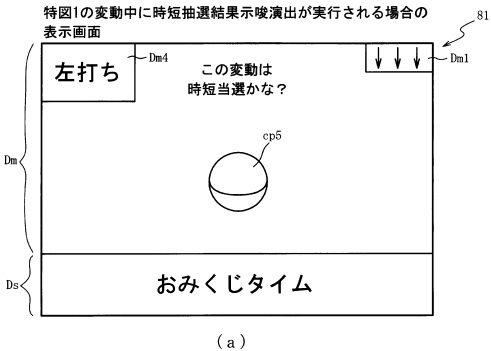 特図1の変動中に時短抽選結果示唆演出が実行される場合の
表示画面
81
左打ち
Dm4
この変動は
時短当選かな？
Dm1
cp5
Dm
Ds
おみくじタイム
(a)